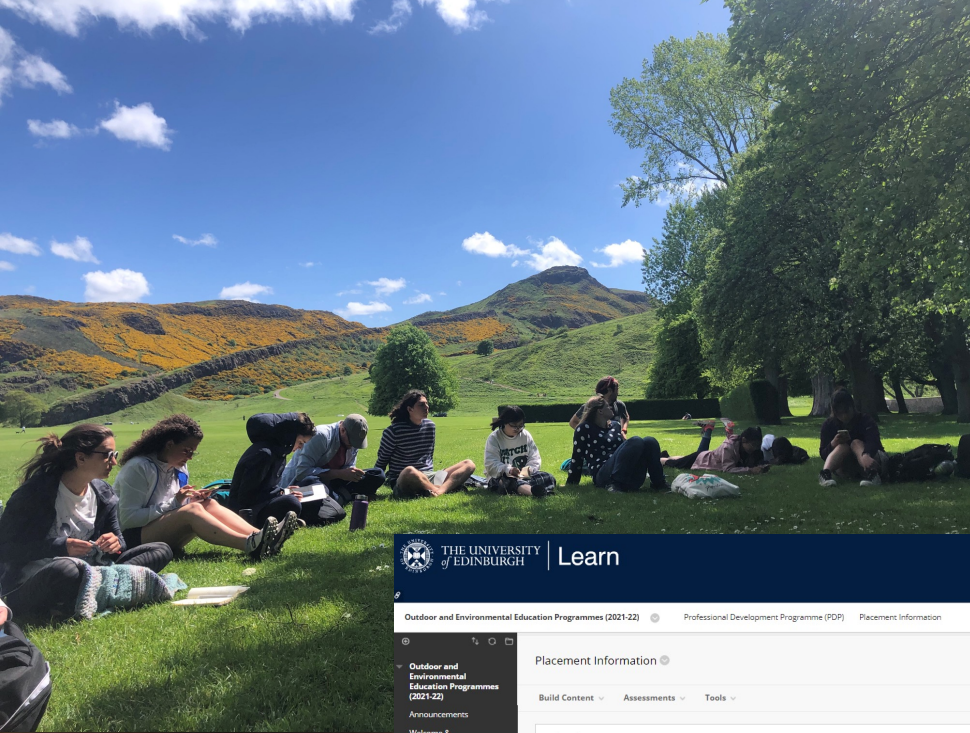 THE UNIVERSITY
of EDINBURGH
Learn
Outdoor and Environmental Education Programmes (2021-22)
Professional Development Programme (PDP)
Placement Information
Outdoor and
Environmental
Education Programmes
(2021-22)
Announcements
Welcome &
Placement Information
Build Content
Assessments
Tools